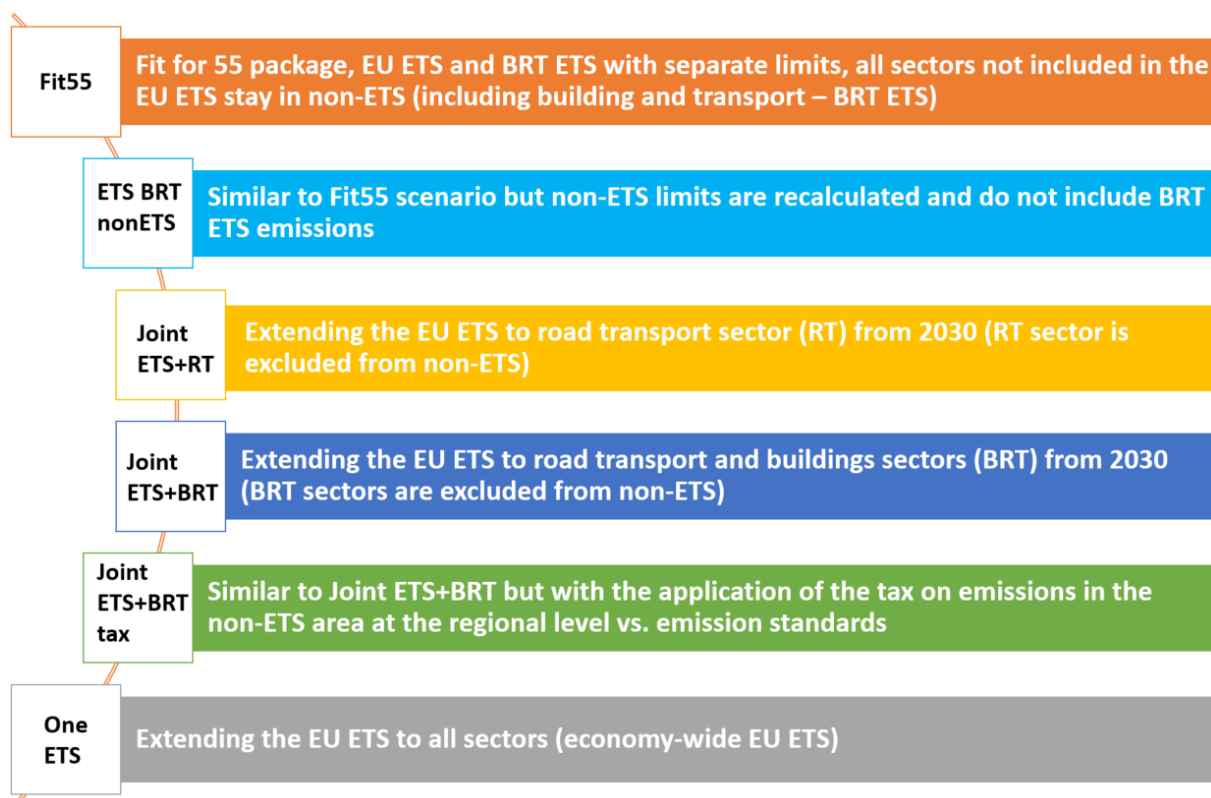 Fit55
Fit for 55 package, EU ETS and BRT ETS with separate limits, all sectors not included in the
EU ETS stay in non-ETS (including building and transport – BRT ETS)
ETS BRT
nonETS
Similar to Fit55 scenario but non-ETS limits are recalculated and do not include BRT
ETS emissions
Joint
ETS+RT
Extending the EU ETS to road transport sector (RT) from 2030 (RT sector is
excluded from non-ETS)
Joint
ETS+BRT
Extending the EU ETS to road transport and buildings sectors (BRT) from 2030
(BRT sectors are excluded from non-ETS)
Joint
ETS+BRT
tax
Similar to Joint ETS+BRT but with the application of the tax on emissions in the
non-ETS area at the regional level vs. emission standards
One
ETS
Extending the EU ETS to all sectors (economy-wide EU ETS)